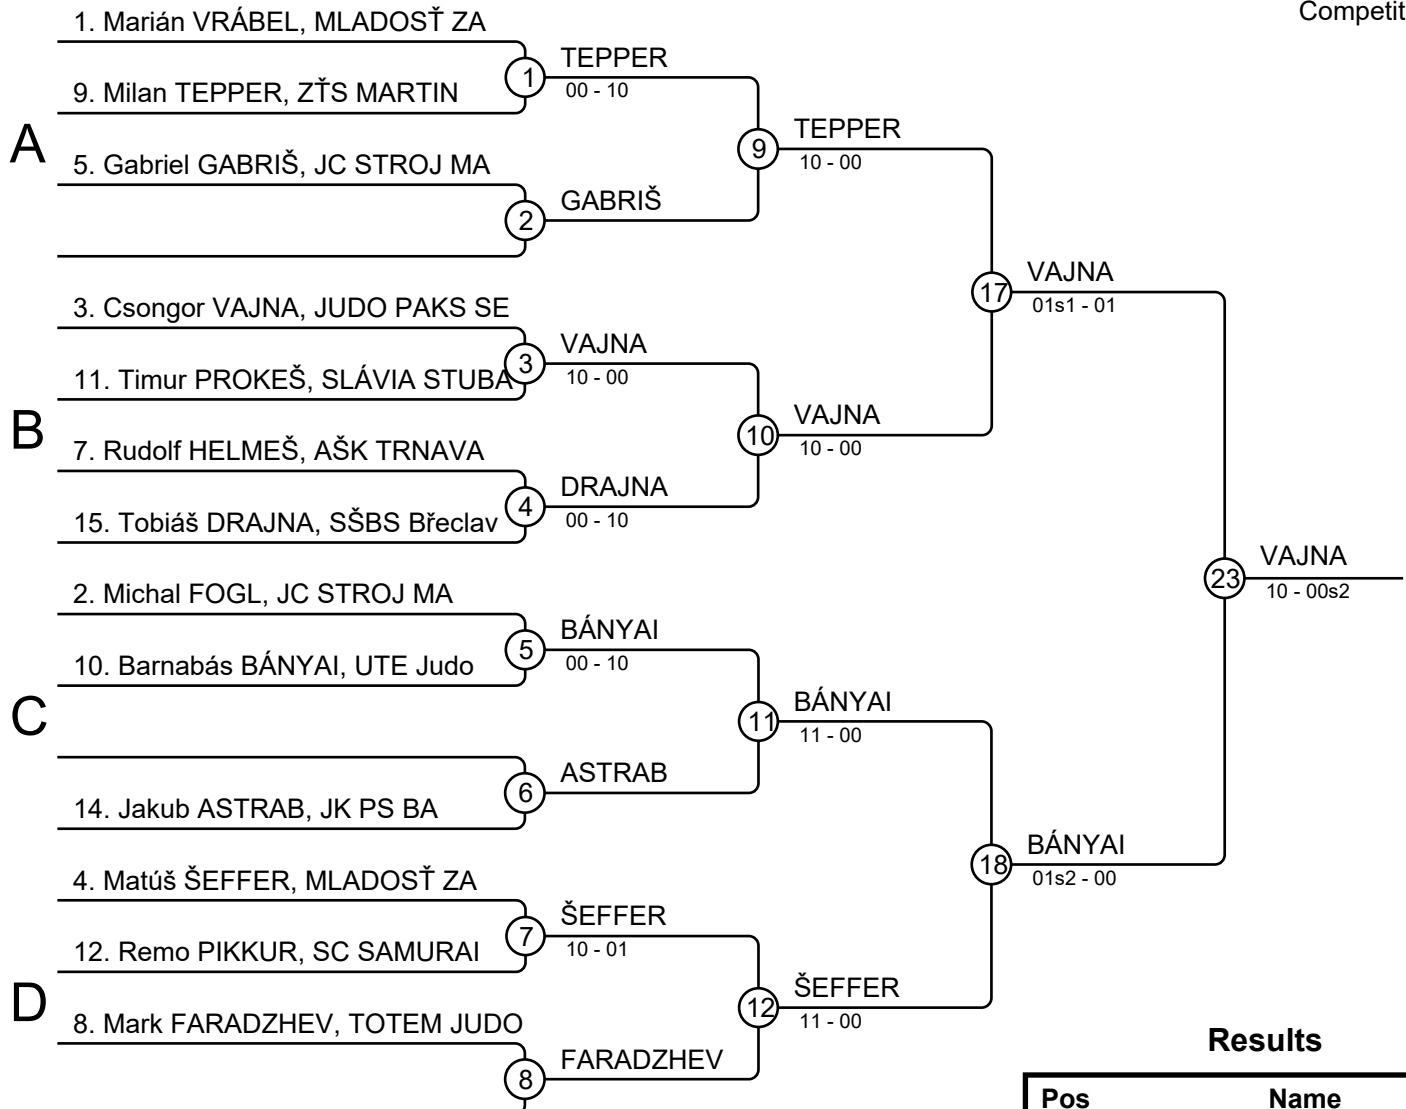 Competit
1. Marián VRÁBEL, MLADOSŤ ZA
1
TEPPER
00 - 10
9. Milan TEPPER, ZŤS MARTIN
A
9
TEPPER
10 - 00
5. Gabriel GABRIŠ, JC STROJ MA
2
GABRIŠ
17
VAJNA
01s1 - 01
3. Csongor VAJNA, JUDO PAKS SE
3
VAJNA
10 - 00
11. Timur PROKEŠ, SLÁVIA STUBA
B
10
VAJNA
10 - 00
7. Rudolf HELMEŠ, AŠK TRNAVA
4
DRAJNA
00 - 10
15. Tobiáš DRAJNA, SŠBS Břeclav
23
VAJNA
10 - 00s2
2. Michal FOGL, JC STROJ MA
5
BÁNYAI
00 - 10
10. Barnabás BÁNYAI, UTE Judo
C
11
BÁNYAI
11 - 00
6
ASTRAB
14. Jakub ASTRAB, JK PS BA
18
BÁNYAI
01s2 - 00
4. Matúš ŠEFFER, MLADOSŤ ZA
7
ŠEFFER
10 - 01
12. Remo PIKKUR, SC SAMURAI
D
12
ŠEFFER
11 - 00
8. Mark FARADZHEV, TOTEM JUDO
8
FARADZHEV
Results
Pos Name